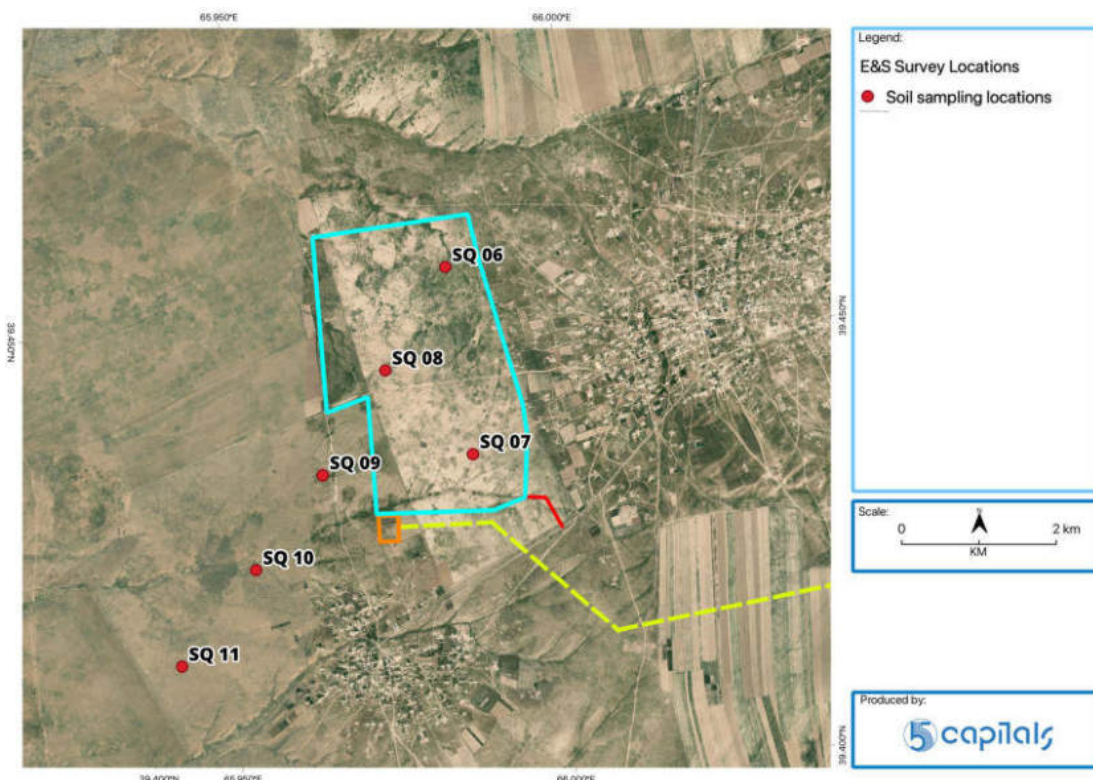 65.950°E
66.000°E
39.450°N
39.450°N
SQ 06
SQ 08
SQ 07
SQ 09
SQ 10
SQ 11
39.400°N
39.400°N
65.950°E
66.000°E
Legend:
E&S Survey Locations
Soil sampling locations
Scale:
N
0
2 km
KM
Produced by:
5 capitals